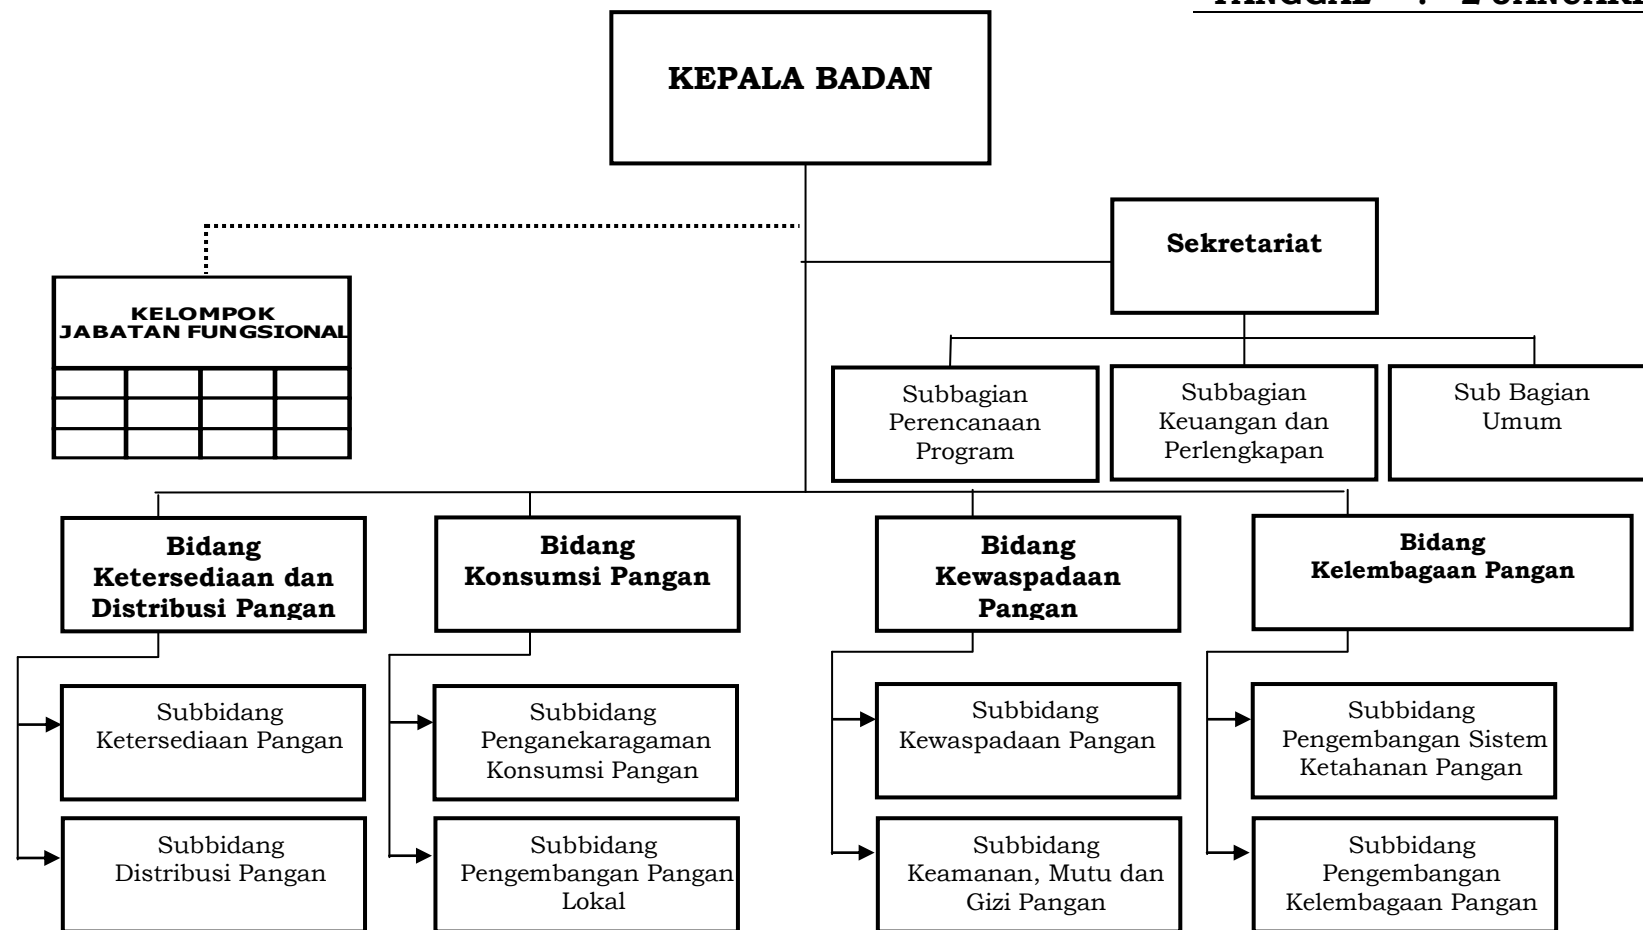 TANGGAL : 2 JANUARI
KEPALA BADAN
Sekretariat
KELOMPOK
JABATAN FUNGSIONAL
Subbagian
Perencanaan
Program
Subbagian
Keuangan dan
Perlengkapan
Sub Bagian
Umum
Bidang
Ketersediaan dan
Distribusi Pangan
Bidang
Konsumsi Pangan
Bidang
Kewaspadaan
Pangan
Bidang
Kelembagaan Pangan
Subbidang
Ketersediaan Pangan
Subbidang
Penganekaragaman
Konsumsi Pangan
Subbidang
Kewaspadaan Pangan
Subbidang
Pengembangan Sistem
Ketahanan Pangan
Subbidang
Distribusi Pangan
Subbidang
Pengembangan Pangan
Lokal
Subbidang
Keamanan, Mutu dan
Gizi Pangan
Subbidang
Pengembangan
Kelembagaan Pangan